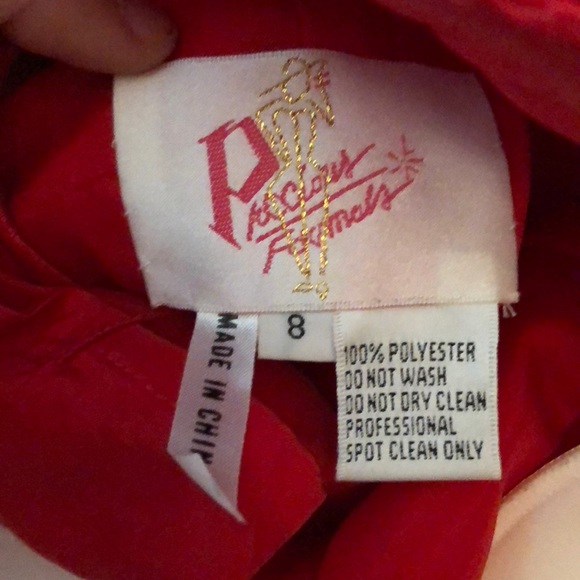 Precious
Formals
8
MADE IN CHIN
100% POLYESTER
DO NOT WASH
DO NOT DRY CLEAN
PROFESSIONAL
SPOT CLEAN ONLY